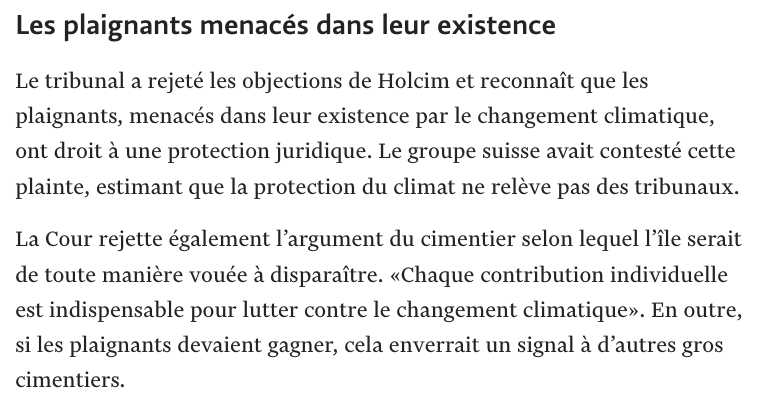 Les plaignants menacés dans leur existence
Le tribunal a rejeté les objections de Holcim et reconnaît que les
plaignants, menacés dans leur existence par le changement climatique,
ont droit à une protection juridique. Le groupe suisse avait contesté cette
plainte, estimant que la protection du climat ne relève pas des tribunaux.
La Cour rejette également l’argument du cimentier selon lequel l’île serait
de toute manière vouée à disparaître. «Chaque contribution individuelle
est indispensable pour lutter contre le changement climatique». En outre,
si les plaignants devaient gagner, cela enverrait un signal à d’autres gros
cimentiers.